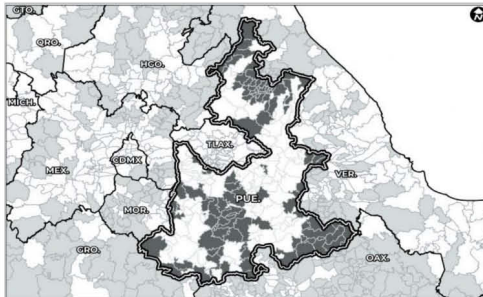 GTO.
QRO.
HGO.
MICH.
TLAX.
MEX.
CDMX
VER.
PUE.
MOR.
GRO.
OAX.